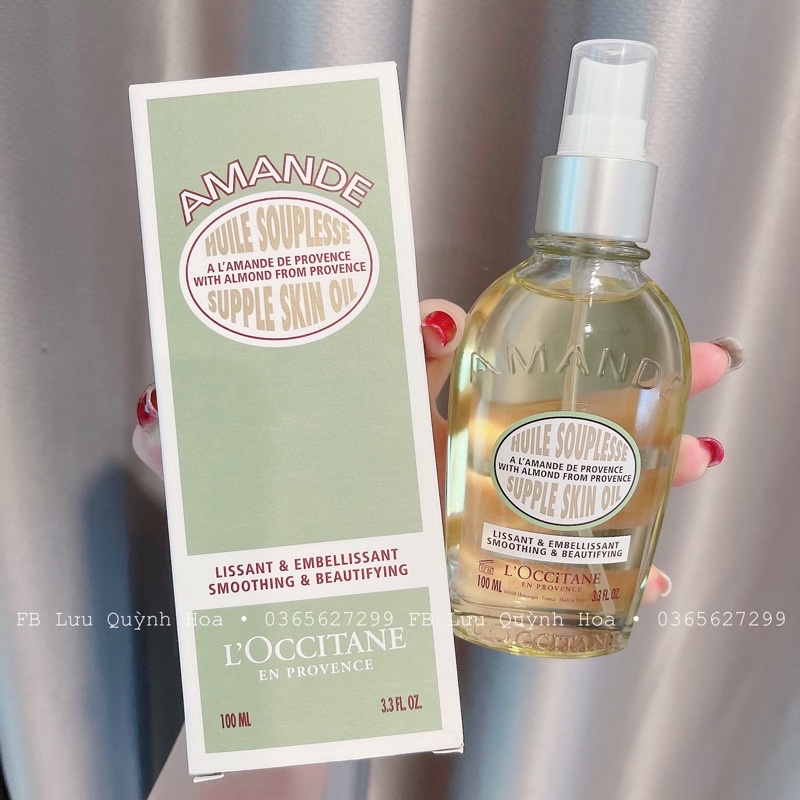 AMANDE
HUILE SOUPLESSE
A L'AMANDE DE PROVENCE
WITH ALMOND FROM PROVENCE
SUPPLE SKIN OIL
LISSANT & EMBELLISSANT
SMOOTHING & BEAUTIFYING
L'OCCITANE
EN PROVENCE
100 ML
3.3 FL. OZ.
AMANDE
HUILE SOUPLESSE
A L'AMANDE DE PROVENCE
WITH ALMOND FROM PROVENCE
SUPPLE SKIN OIL
LISSANT & EMBELLISSANT
SMOOTHING & BEAUTIFYING
L'OCCITANE
EN PROVENCE
100 ML
3.3 FL. OZ.
L'OCCITANE
FB Lưu Quỳnh Hoa • 0365627299 FB Lưu Quỳnh Hoa • 0365627299